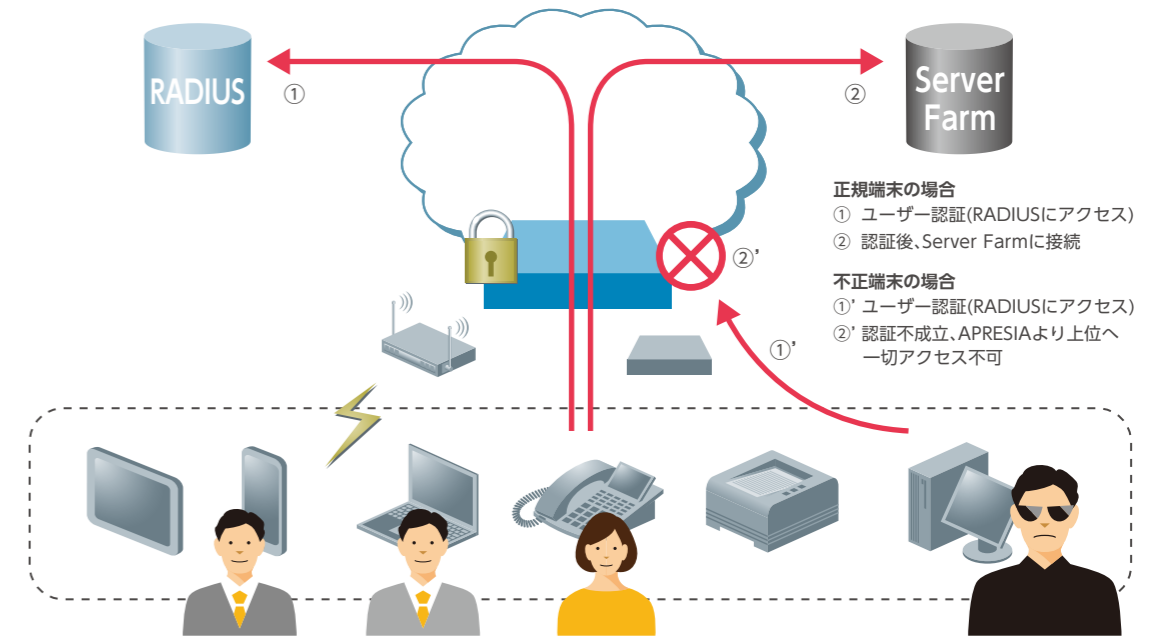 RADIUS
①
②
Server
Farm
正規端末の場合
① ユーザー認証(RADIUSにアクセス)
② 認証後、Server Farmに接続
②’
不正端末の場合
①’ ユーザー認証(RADIUSにアクセス)
②’ 認証不成立、APRESIAより上位へ
一切アクセス不可
①’